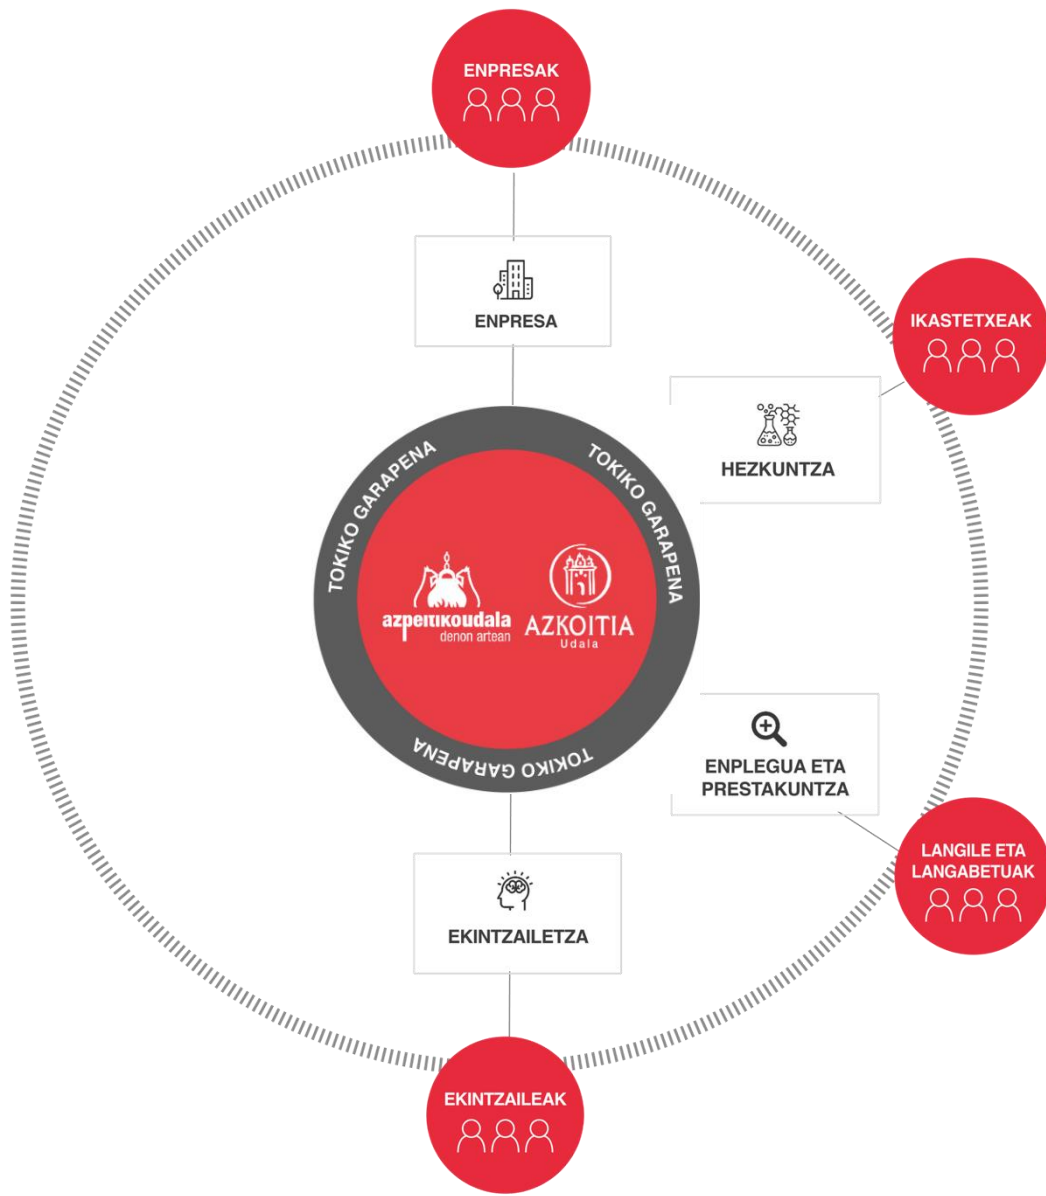 ENPRESAK
ENPRESA
IKASTETXEAK
HEZKUNTZA
TOKIKO GARAPENA
TOKIKO GARAPENA
azpeitikoudala
denon artean
AZKOITIA
Udala
TOKIKO GARAPENA
ENPLEGUA ETA
PRESTAKUNTZA
LANGILE ETA
LANGABETUAK
EKINTZAILETZA
EKINTZAILEAK